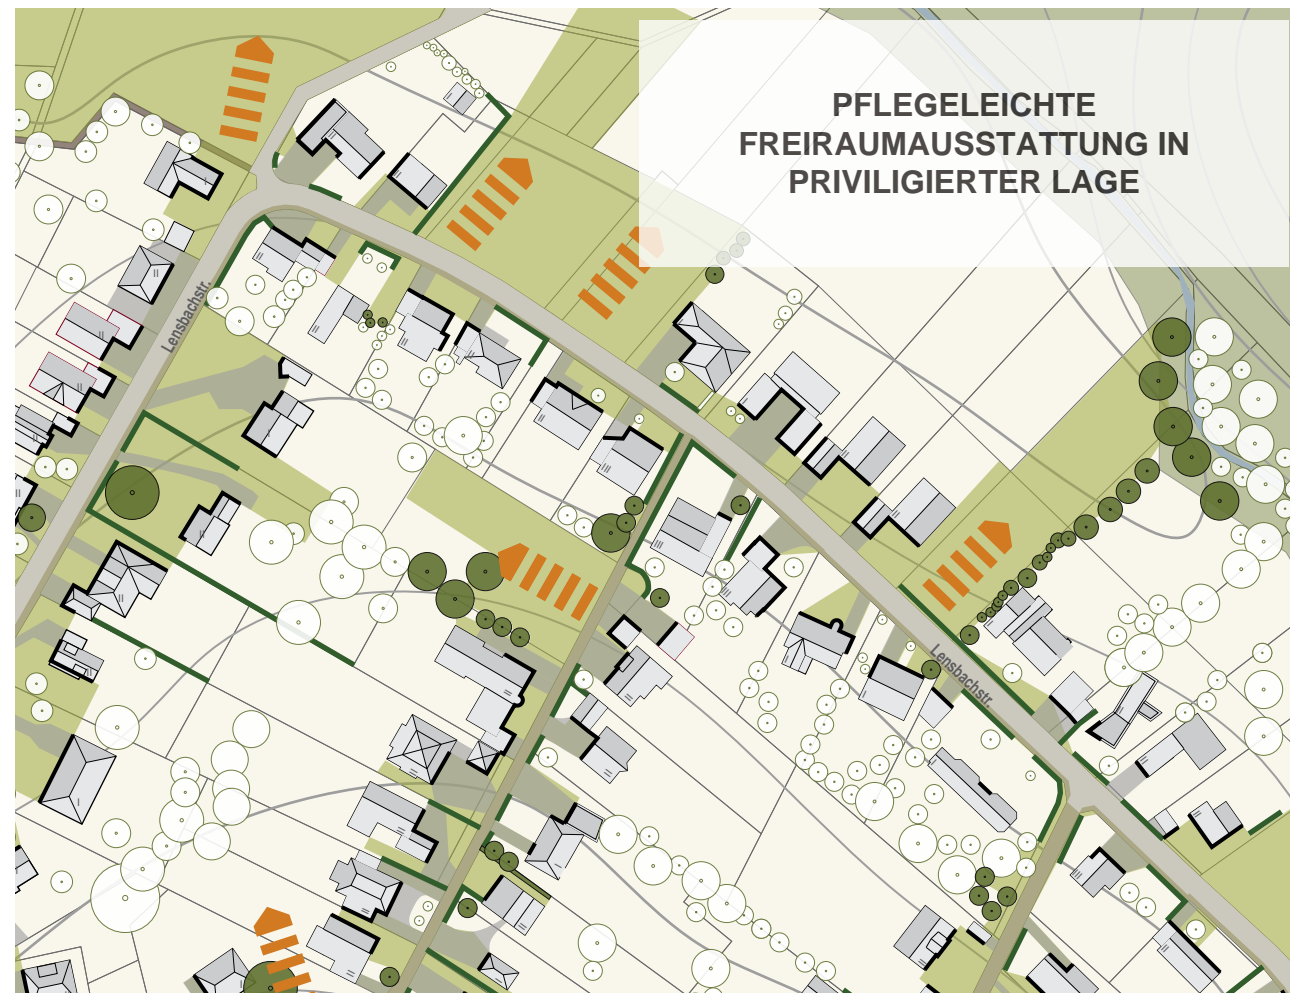 PFLEGELEICHTE
FREIRAUMAUSSTATTUNG IN
PRIVILIGIERTER LAGE
Lensbachstr.
Lensbachstr.